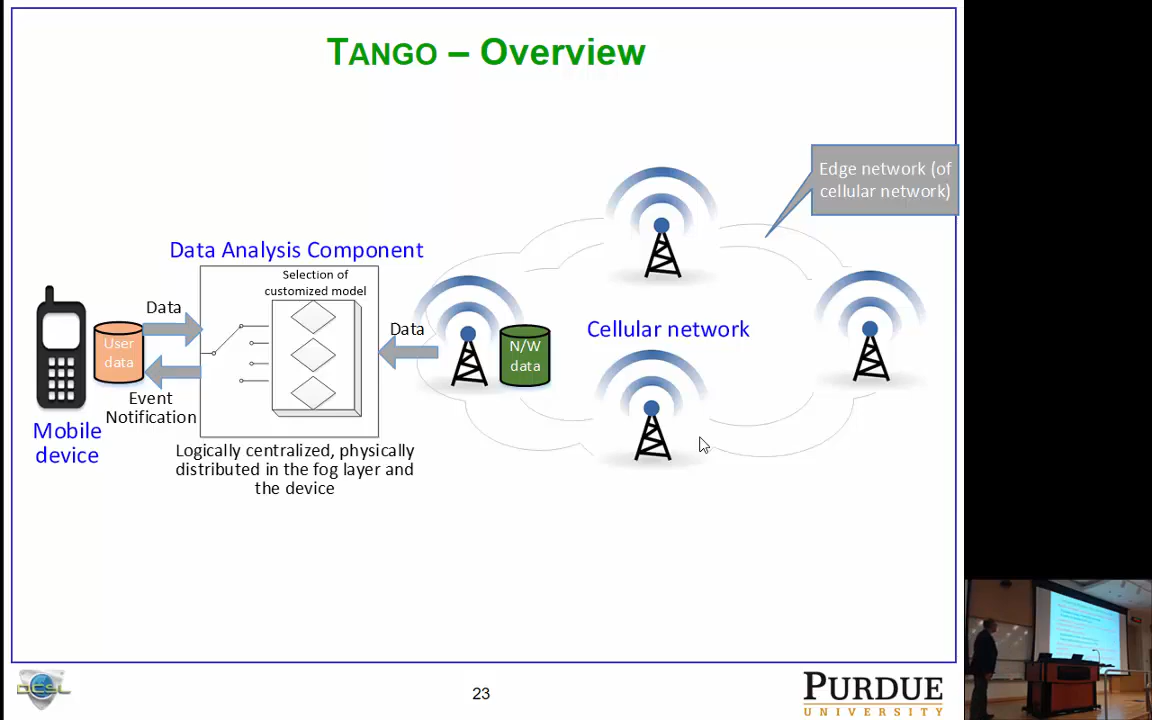 TANGO – Overview
Edge network (of
cellular network)
Data Analysis Component
Selection of
customized model
Data
User
data
Event
Notification
Mobile
device
Data
N/W
data
Cellular network
Logically centralized, physically
distributed in the fog layer and
the device
DCSL
23
PURDUE
UNIVERSITY